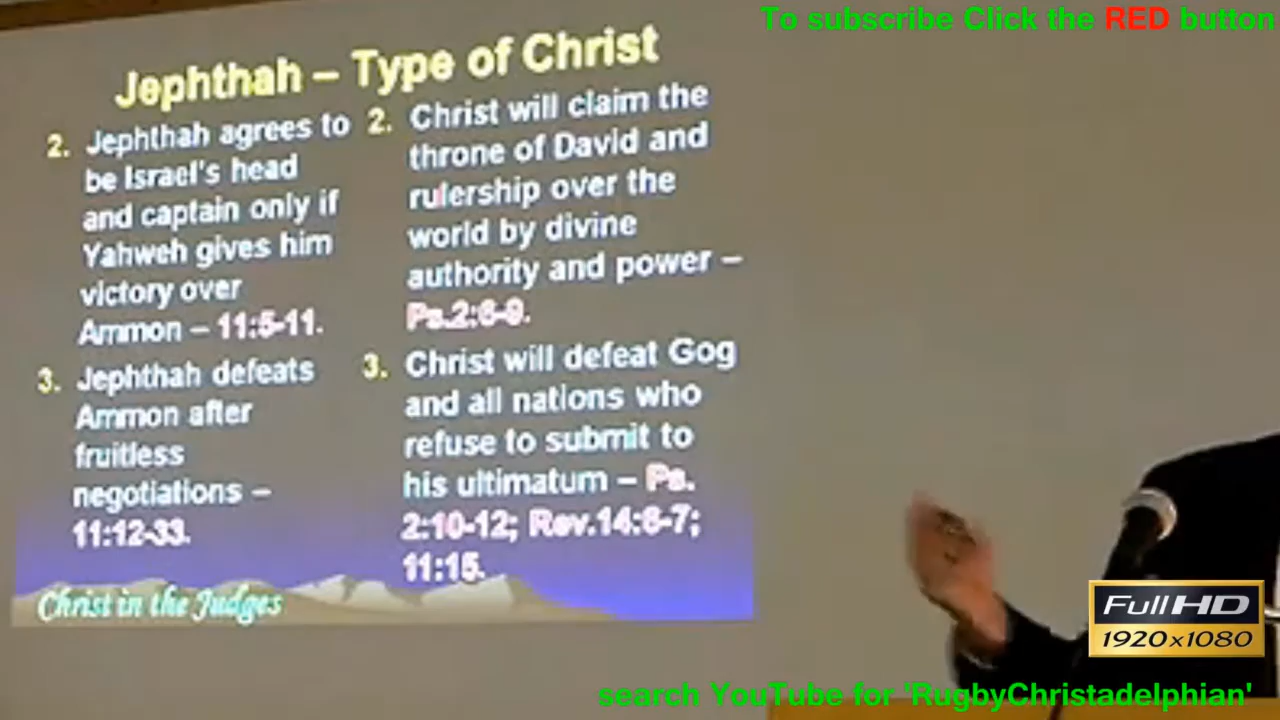 To subscribe Click the RED button
Jephthah – Type of Christ
2. Jephthah agrees to
be Israel's head
and captain only if
Yahweh gives him
victory over
Ammon – 11:5-11.
3. Jephthah defeats
Ammon after
fruitless
negotiations –
11:12-33.
2. Christ will claim the
throne of David and
rulership over the
world by divine
authority and power –
Ps.2:6-9.
3. Christ will defeat Gog
and all nations who
refuse to submit to
his ultimatum – Ps.
2:10-12; Rev.14:6-7;
11:15.
Christ in the Judges
Full HD
1920x1080
search YouTube for 'RugbyChristadelphian'